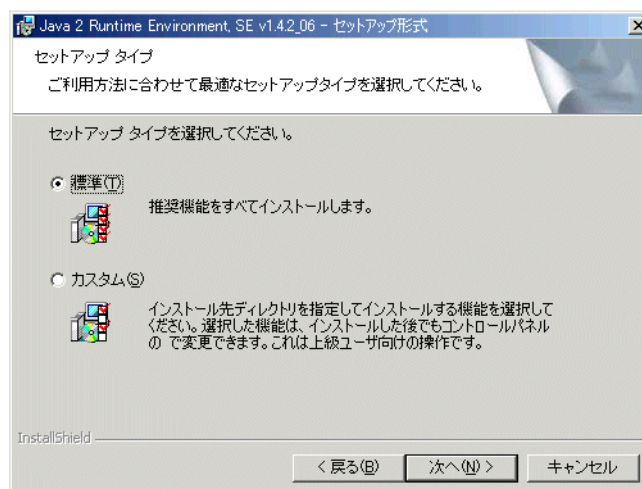 Java 2 Runtime Environment, SE v1.4.2_06 - セットアップ形式
セットアップ タイプ
ご利用方法に合わせて最適なセットアップタイプを選択してください。
セットアップ タイプを選択してください。
標準(T)
推奨機能をすべてインストールします。
カスタム(S)
インストール先ディレクトリを指定してインストールする機能を選択して
ください。選択した機能は、インストールした後でもコントロールパネル
の で変更できます。これは上級ユーザ向けの操作です。
InstallShield
< 戻る(B)
次へ(N) >
キャンセル